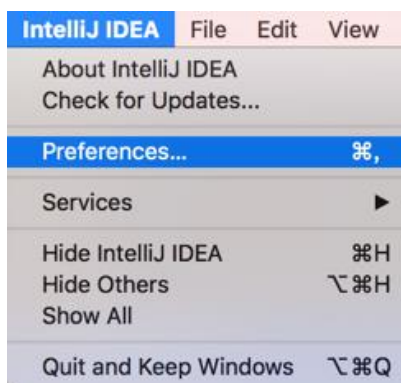 IntelliJ IDEA File Edit View
About IntelliJ IDEA
Check for Updates...
Preferences... ⌘,
Services ▶
Hide IntelliJ IDEA ⌘H
Hide Others ⌥⌘H
Show All
Quit and Keep Windows ⌥⌘Q